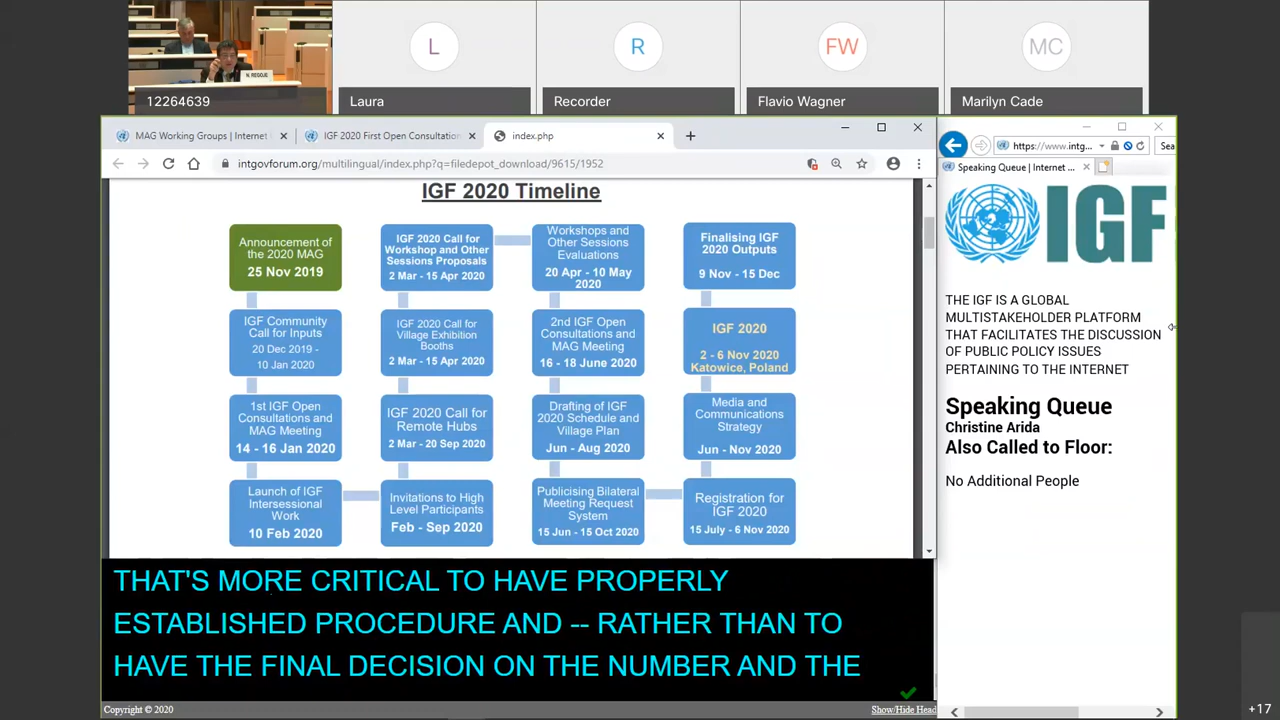 N. REGOJE
12264639
L
Laura
R
Recorder
FW
Flavio Wagner
MC
Marilyn Cade
MAG Working Groups | Internet
IGF 2020 First Open Consultation
index.php
intgovforum.org/multilingual/index.php?q=filedepot_download/9615/1952
IGF 2020 Timeline
Announcement of
the 2020 MAG
25 Nov 2019
IGF Community
Call for Inputs
20 Dec 2019 -
10 Jan 2020
1st IGF Open
Consultations and
MAG Meeting
14 - 16 Jan 2020
Launch of IGF
Intersessional
Work
10 Feb 2020
IGF 2020 Call for
Workshop and Other
Sessions Proposals
2 Mar - 15 Apr 2020
IGF 2020 Call for
Village Exhibition
Booths
2 Mar - 15 Apr 2020
IGF 2020 Call for
Remote Hubs
2 Mar - 20 Sep 2020
Invitations to High
Level Participants
Feb - Sep 2020
Workshops and
Other Sessions
Evaluations
20 Apr - 10 May
2020
2nd IGF Open
Consultations and
MAG Meeting
16 - 18 June 2020
Drafting of IGF
2020 Schedule and
Village Plan
Jun - Aug 2020
Publicising Bilateral
Meeting Request
System
15 Jun - 15 Oct 2020
Finalising IGF
2020 Outputs
9 Nov - 15 Dec
IGF 2020
2 - 6 Nov 2020
Katowice, Poland
Media and
Communications
Strategy
Jun - Nov 2020
Registration for
IGF 2020
15 July - 6 Nov 2020
https://www.intg...
Sea
Speaking Queue | Internet ...
IGF
THE IGF IS A GLOBAL
MULTISTAKEHOLDER PLATFORM
THAT FACILITATES THE DISCUSSION
OF PUBLIC POLICY ISSUES
PERTAINING TO THE INTERNET
Speaking Queue
Christine Arida
Also Called to Floor:
No Additional People
THAT'S MORE CRITICAL TO HAVE PROPERLY
ESTABLISHED PROCEDURE AND -- RATHER THAN TO
HAVE THE FINAL DECISION ON THE NUMBER AND THE
Copyright © 2020
Show/Hide Head
+17